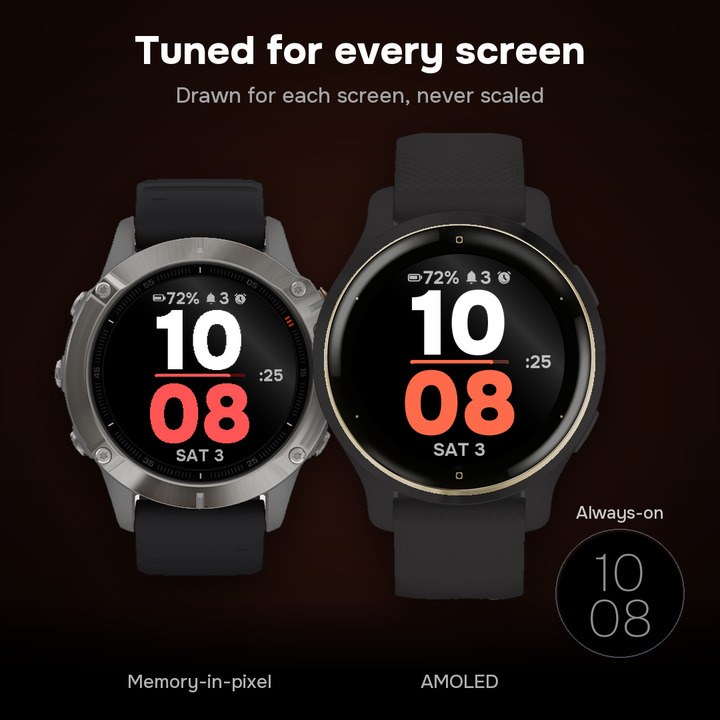 Tuned for every screen
Drawn for each screen, never scaled
72% 3
10
:25
08
SAT 3
72% 3
10
:25
08
SAT 3
Always-on
10
08
Memory-in-pixel
AMOLED